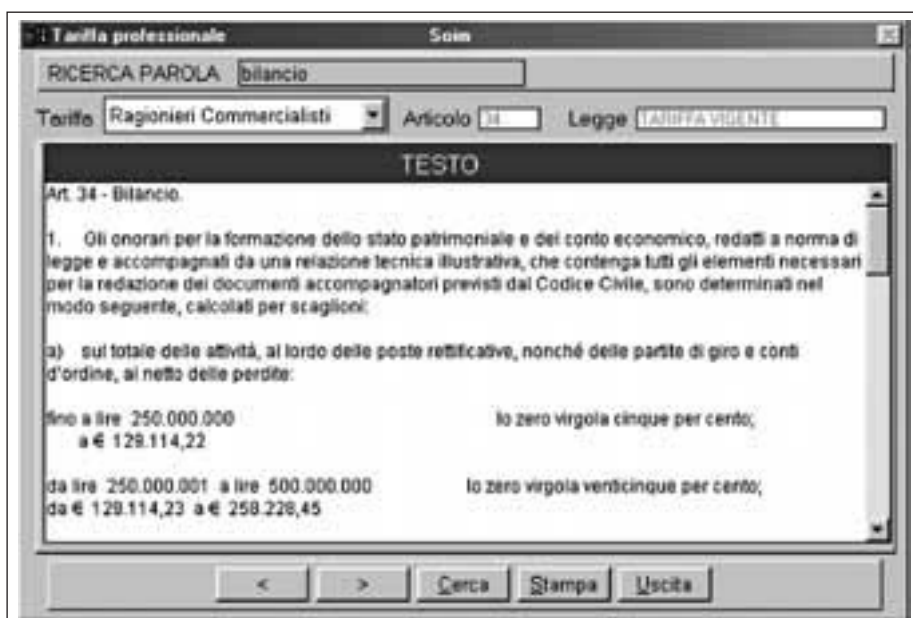 Tariffa professionale Soim
RICERCA PAROLA bilancio
Tariffa Ragionieri Commercialisti Articolo 34 Legge TARIFFA VIGENTE
TESTO
Art. 34 - Bilancio.
1. Gli onorari per la formazione dello stato patrimoniale e del conto economico, redatti a norma di
legge e accompagnati da una relazione tecnica illustrativa, che contenga tutti gli elementi necessari
per la redazione dei documenti accompagnatori previsti dal Codice Civile, sono determinati nel
modo seguente, calcolati per scaglioni:
a) sul totale delle attività, al lordo delle poste rettificative, nonché delle partite di giro e conti
d'ordine, al netto delle perdite:
fino a lire 250.000.000 lo zero virgola cinque per cento;
a € 129.114,22
da lire 250.000.001 a lire 500.000.000 lo zero virgola venticinque per cento;
da € 129.114,23 a € 258.228,45
< > Cerca Stampa Uscita